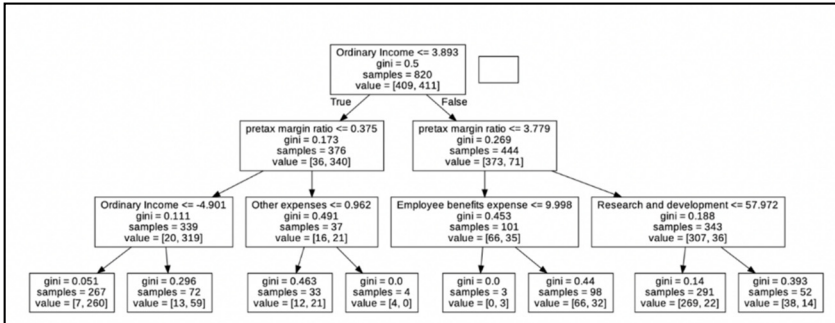 Ordinary Income <= 3.893
gini = 0.5
samples = 820
value = [409, 411]
True
False
pretax margin ratio <= 0.375
gini = 0.173
samples = 376
value = [36, 340]
pretax margin ratio <= 3.779
gini = 0.269
samples = 444
value = [373, 71]
Ordinary Income <= -4.901
gini = 0.111
samples = 339
value = [20, 319]
Other expenses <= 0.962
gini = 0.491
samples = 37
value = [16, 21]
Employee benefits expense <= 9.998
gini = 0.453
samples = 101
value = [66, 35]
Research and development <= 57.972
gini = 0.188
samples = 343
value = [307, 36]
gini = 0.051
samples = 267
value = [7, 260]
gini = 0.296
samples = 72
value = [13, 59]
gini = 0.463
samples = 33
value = [12, 21]
gini = 0.0
samples = 4
value = [4, 0]
gini = 0.0
samples = 3
value = [0, 3]
gini = 0.44
samples = 98
value = [66, 32]
gini = 0.14
samples = 291
value = [269, 22]
gini = 0.393
samples = 52
value = [38, 14]